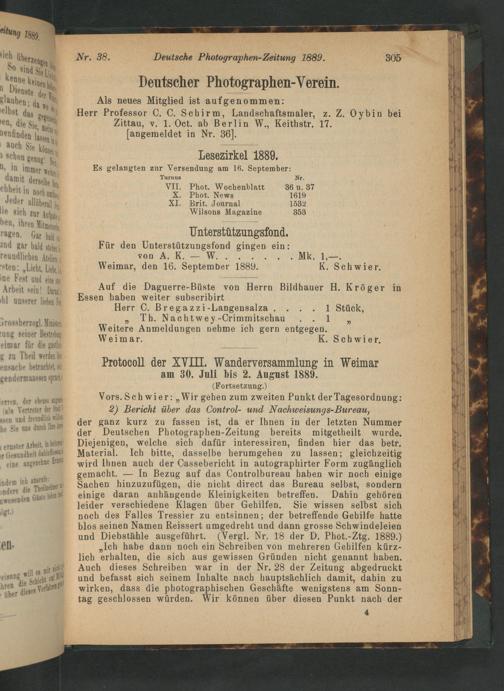 Nr. 38. Deutsche Photographen-Zeitung 1889. 305
Deutscher Photographen-Verein.
Als neues Mitglied ist aufgenommen:
Herr Professor C. C. Schirm, Landschaftsmaler, z. Z. Oybin bei
Zittau, v. 1. Oct. ab Berlin W., Keithstr. 17.
[angemeldet in Nr. 36].
Lesezirkel 1889.
Es gelangten zur Versendung am 16. September:
Turnus Nr.
VII. Phot. Wochenblatt 36 u. 37
X. Phot. News 1619
XI. Brit. Journal 1532
Wilsons Magazine 353
Unterstützungsfond.
Für den Unterstützungsfond gingen ein:
von A. K. — W. . . . . . . Mk. 1,—.
Weimar, den 16. September 1889. K. Schwier.
Auf die Daguerre-Büste von Herrn Bildhauer H. Kröger in
Essen haben weiter subscribirt
Herr C. Bregazzi-Langensalza . . . . 1 Stück,
„ Th. Nachtwey-Crimmitschau . . 1 „
Weitere Anmeldungen nehme ich gern entgegen.
Weimar. K. Schwier.
Protocoll der XVIII. Wanderversammlung in Weimar
am 30. Juli bis 2. August 1889.
(Fortsetzung.)
Vors. Schwier: „Wir gehen zum zweiten Punkt der Tagesordnung:
2) Bericht über das Control- und Nachweisungs-Bureau,
der ganz kurz zu fassen ist, da er Ihnen in der letzten Nummer
der Deutschen Photographen-Zeitung bereits mitgetheilt wurde.
Diejenigen, welche sich dafür interessiren, finden hier das betr.
Material. Ich bitte, dasselbe herumgehen zu lassen; gleichzeitig
wird Ihnen auch der Cassebericht in autographirter Form zugänglich
gemacht. — In Bezug auf das Controlbureau haben wir noch einige
Sachen hinzuzufügen, die nicht direct das Bureau selbst, sondern
einige daran anhängende Kleinigkeiten betreffen. Dahin gehören
leider verschiedene Klagen über Gehilfen. Sie wissen selbst sich
noch des Falles Tressier zu entsinnen; der betreffende Gehilfe hatte
blos seinen Namen Reissert umgedreht und dann grosse Schwindeleien
und Diebstähle ausgeführt. (Vergl. Nr. 18 der D. Phot.-Ztg. 1889.)
„Ich habe dann noch ein Schreiben von mehreren Gehilfen kürz-
lich erhalten, die sich aus gewissen Gründen nicht genannt haben.
Auch dieses Schreiben war in der Nr. 28 der Zeitung abgedruckt
und befasst sich seinem Inhalte nach hauptsächlich damit, dahin zu
wirken, dass die photographischen Geschäfte wenigstens am Sonn-
tag geschlossen würden. Wir können über diesen Punkt nach der
4